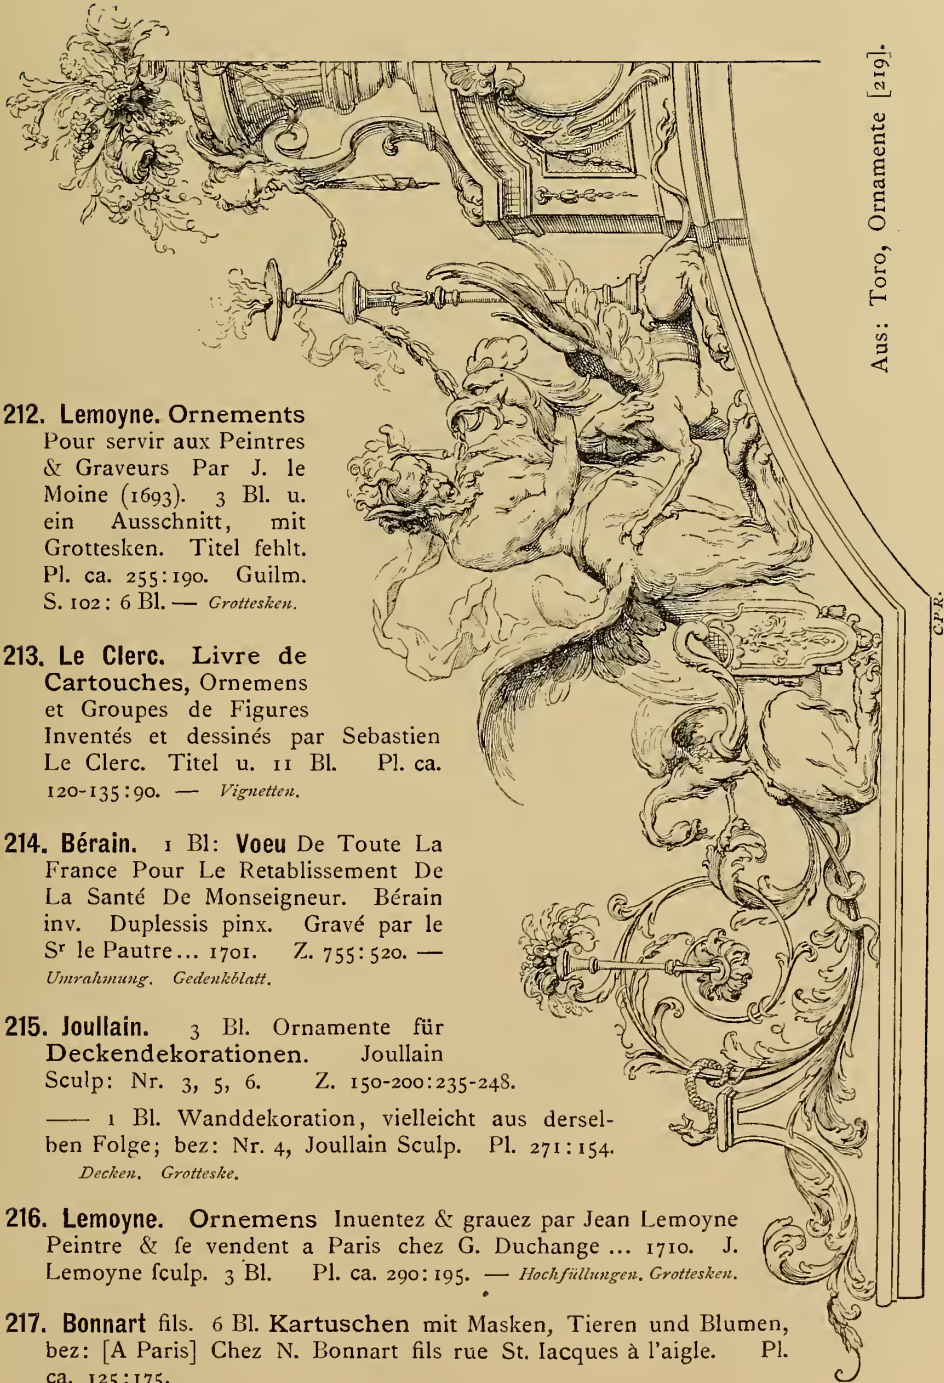 212. Lemoyne. Ornements
Pour servir aux Peintres
& Graveurs Par J. le
Moine (1693). 3 Bl. u.
ein Ausschnitt, mit
Grottesken. Titel fehlt.
Pl. ca. 255:190. Guilm.
S. 102: 6 Bl. — Grottesken.
213. Le Clerc. Livre de
Cartouches, Ornemens
et Groupes de Figures
Inventés et dessinés par Sebastien
Le Clerc. Titel u. 11 Bl. Pl. ca.
120-135:90. — Vignetten.
214. Bérain. 1 Bl: Voeu De Toute La
France Pour Le Retablissement De
La Santé De Monseigneur. Bérain
inv. Duplessis pinx. Gravé par le
Sr le Pautre... 1701. Z. 755:520. —
Umrahmung. Gedenkblatt.
215. Joullain. 3 Bl. Ornamente für
Deckendekorationen. Joullain
Sculp: Nr. 3, 5, 6. Z. 150-200:235-248.
—— 1 Bl. Wanddekoration, vielleicht aus dersel-
ben Folge; bez: Nr. 4, Joullain Sculp. Pl. 271:154.
Decken. Grotteske.
216. Lemoyne. Ornemens Inuentez & grauez par Jean Lemoyne
Peintre & ſe vendent a Paris chez G. Duchange ... 1710. J.
Lemoyne ſculp. 3 Bl. Pl. ca. 290:195. — Hochfüllungen. Grottesken.
217. Bonnart fils. 6 Bl. Kartuschen mit Masken, Tieren und Blumen,
bez: [A Paris] Chez N. Bonnart fils rue St. Iacques à l'aigle. Pl.
ca. 125:175.
Aus: Toro, Ornamente [219].
C.P.R.